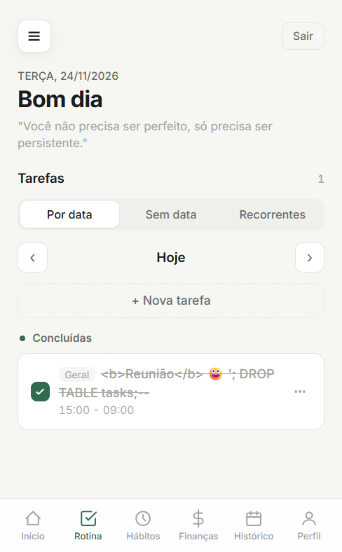 Sair
TERÇA, 24/11/2026
Bom dia
"Você não precisa ser perfeito, só precisa ser
persistente."
Tarefas 1
Por data Sem data Recorrentes
‹ Hoje ›
+ Nova tarefa
Concluídas
Geral <b>Reunião</b> 🤪 '; DROP
TABLE tasks;--
15:00 - 09:00
Início Rotina Hábitos Finanças Histórico Perfil